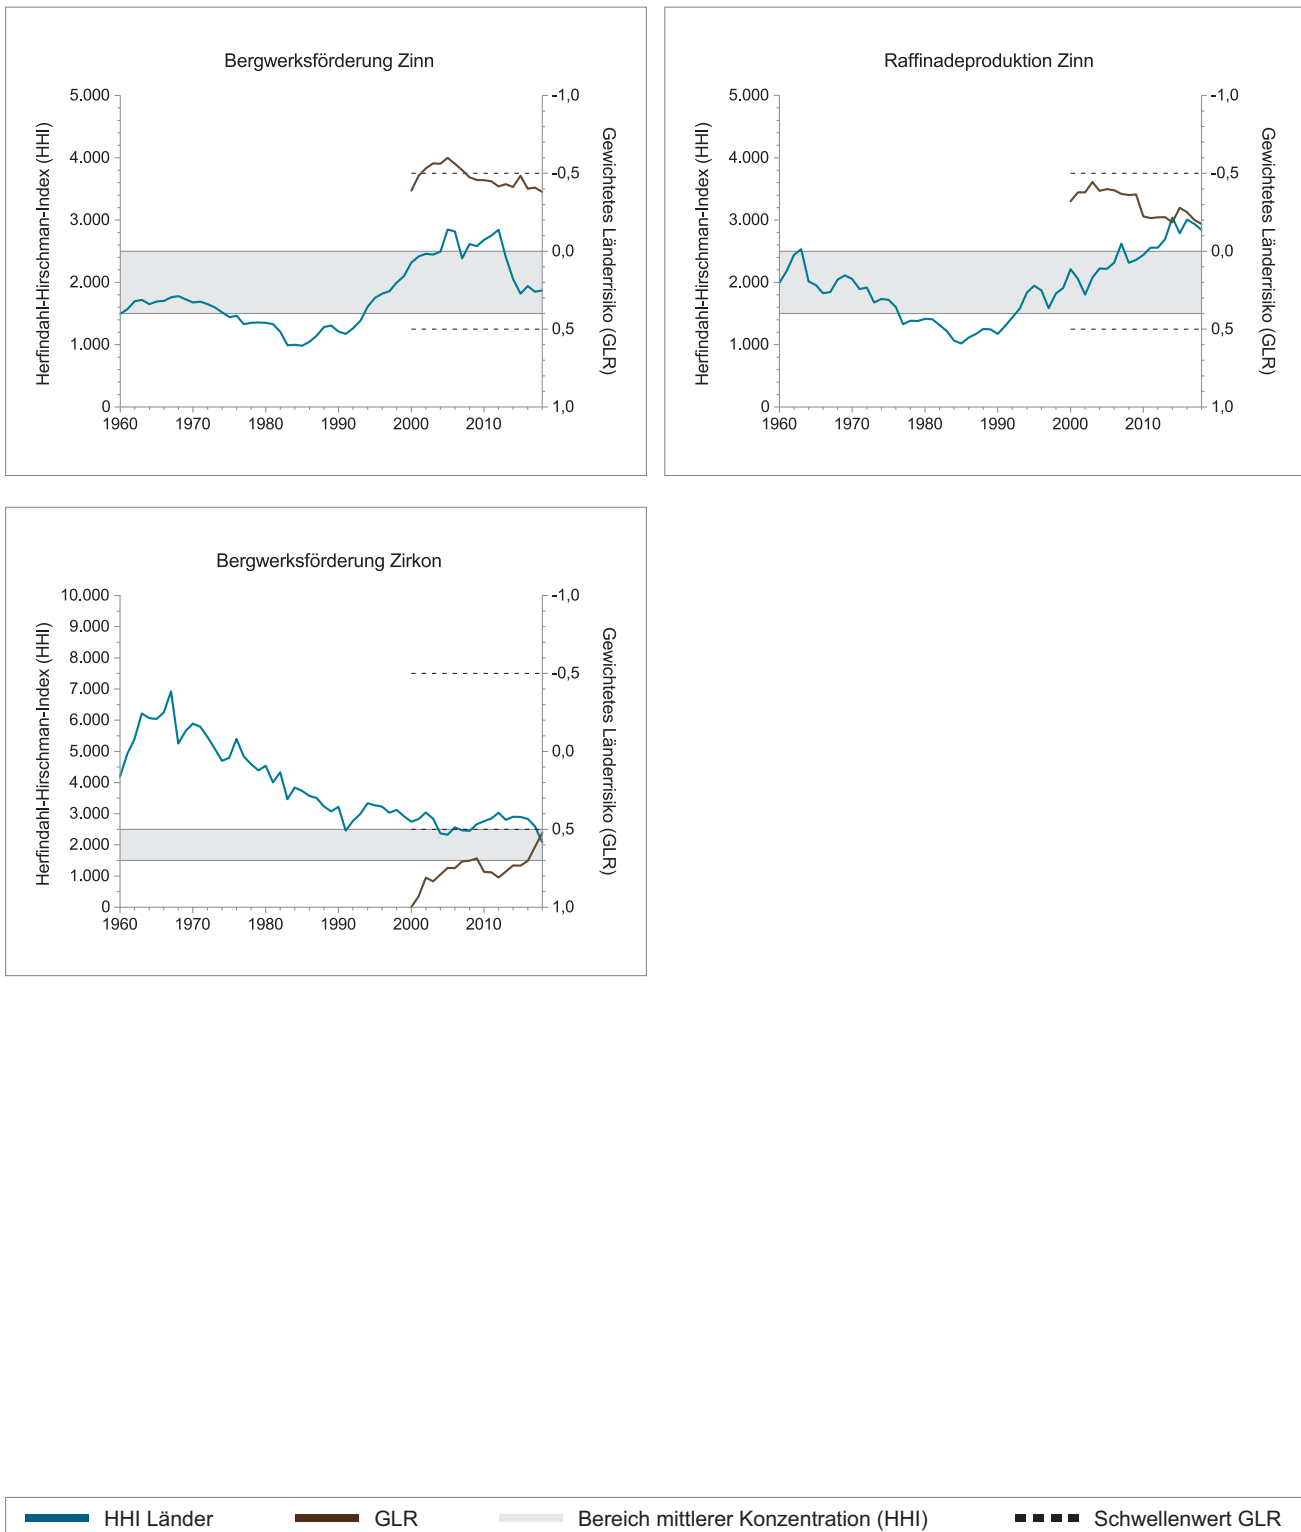 Bergwerksförderung Zinn
Herfindahl-Hirschman-Index (HHI)
5.000
4.000
3.000
2.000
1.000
0
1960 1970 1980 1990 2000 2010
-1,0
-0,5
0,0
0,5
1,0
Gewichtetes Länderrisiko (GLR)
Raffinadeproduktion Zinn
Herfindahl-Hirschman-Index (HHI)
5.000
4.000
3.000
2.000
1.000
0
1960 1970 1980 1990 2000 2010
-1,0
-0,5
0,0
0,5
1,0
Gewichtetes Länderrisiko (GLR)
Bergwerksförderung Zirkon
Herfindahl-Hirschman-Index (HHI)
10.000
9.000
8.000
7.000
6.000
5.000
4.000
3.000
2.000
1.000
0
1960 1970 1980 1990 2000 2010
-1,0
-0,5
0,0
0,5
1,0
Gewichtetes Länderrisiko (GLR)
HHI Länder GLR Bereich mittlerer Konzentration (HHI) Schwellenwert GLR